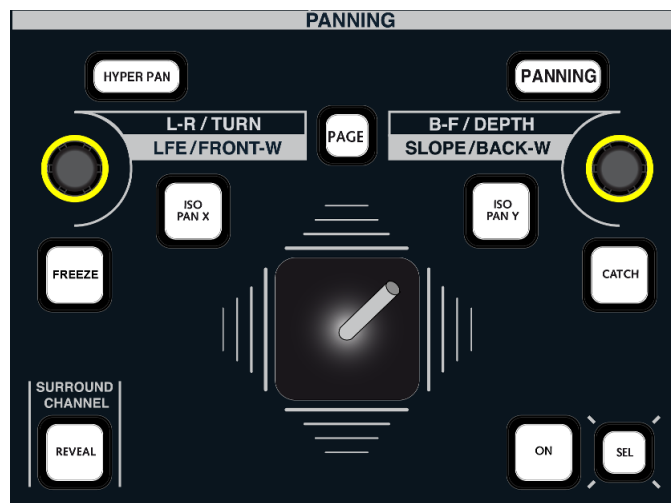 PANNING
HYPER PAN
PANNING
L-R / TURN
PAGE
B-F / DEPTH
LFE/FRONT-W
SLOPE/BACK-W
ISO
PAN X
ISO
PAN Y
FREEZE
CATCH
SURROUND
CHANNEL
REVEAL
ON
SEL